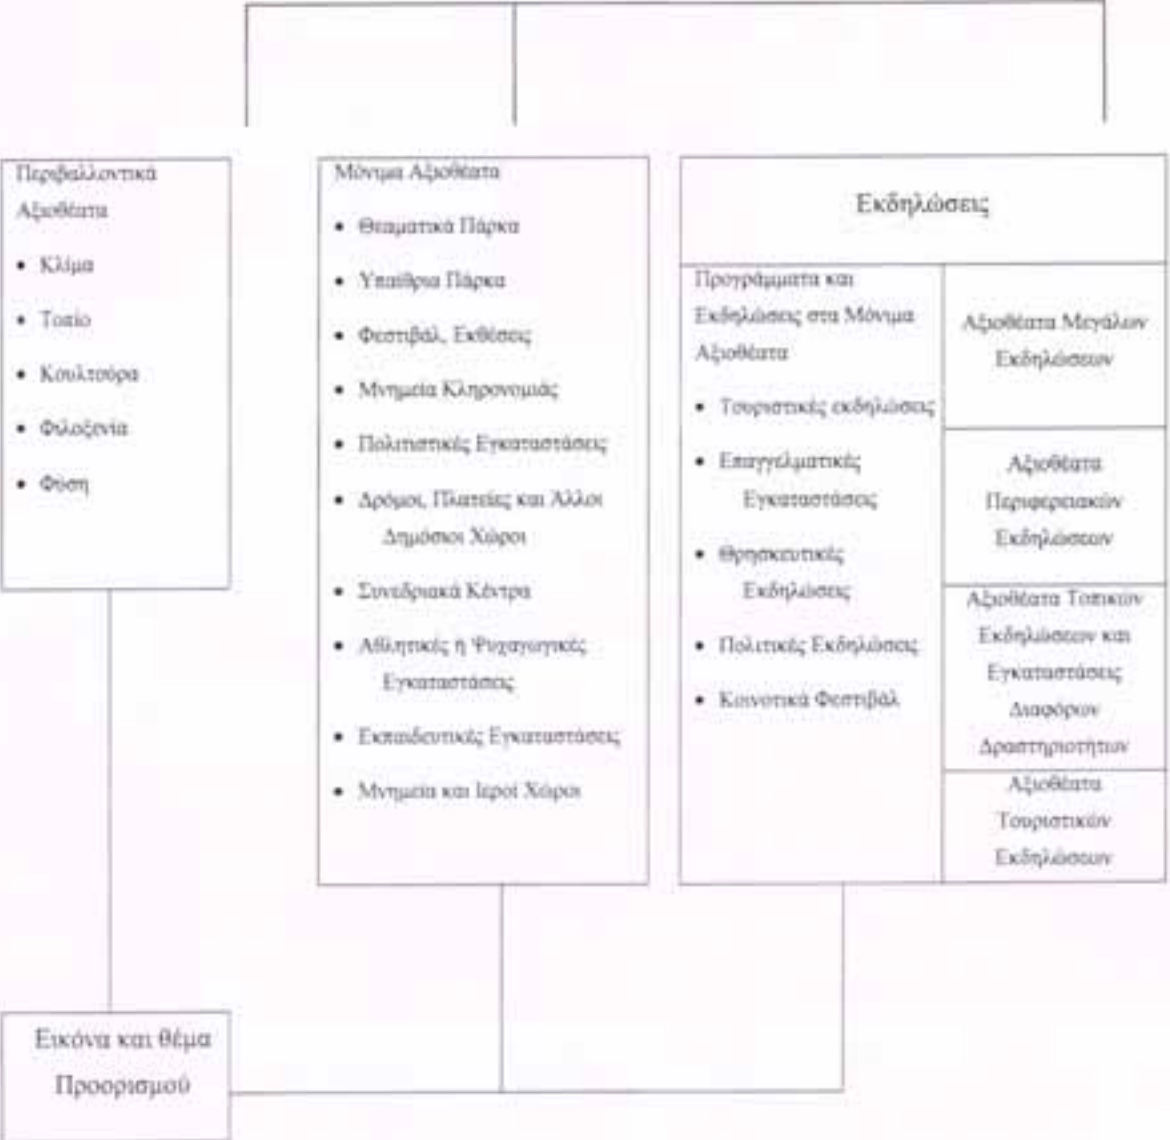 Περιβαλλοντικά
Αξιοθέατα
• Κλίμα
• Τοπίο
• Κουλτούρα
• Φιλοξενία
• Φύση
Μόνιμα Αξιοθέατα
• Θεαματικά Πάρκα
• Υπαίθρια Πάρκα
• Φεστιβάλ, Εκθέσεις
• Μνημεία Κληρονομιάς
• Πολιτιστικές Εγκαταστάσεις
• Δρόμοι, Πλατείες και Άλλοι
Δημόσιοι Χώροι
• Συνεδριακά Κέντρα
• Αθλητικές ή Ψυχαγωγικές
Εγκαταστάσεις
• Εκπαιδευτικές Εγκαταστάσεις
• Μνημεία και Ιεροί Χώροι
Εκδηλώσεις
Προγράμματα και
Εκδηλώσεις στα Μόνιμα
Αξιοθέατα
• Τουριστικές εκδηλώσεις
• Επαγγελματικές
Εγκαταστάσεις
• Θρησκευτικές
Εκδηλώσεις
• Πολιτικές Εκδηλώσεις
• Κοινοτικά Φεστιβάλ
Αξιοθέατα Μεγάλων
Εκδηλώσεων
Αξιοθέατα
Περιφερειακών
Εκδηλώσεων
Αξιοθέατα Τοπικών
Εκδηλώσεων και
Εγκαταστάσεις
Διαφόρων
Δραστηριοτήτων
Αξιοθέατα
Τουριστικών
Εκδηλώσεων
Εικόνα και θέμα
Προορισμού